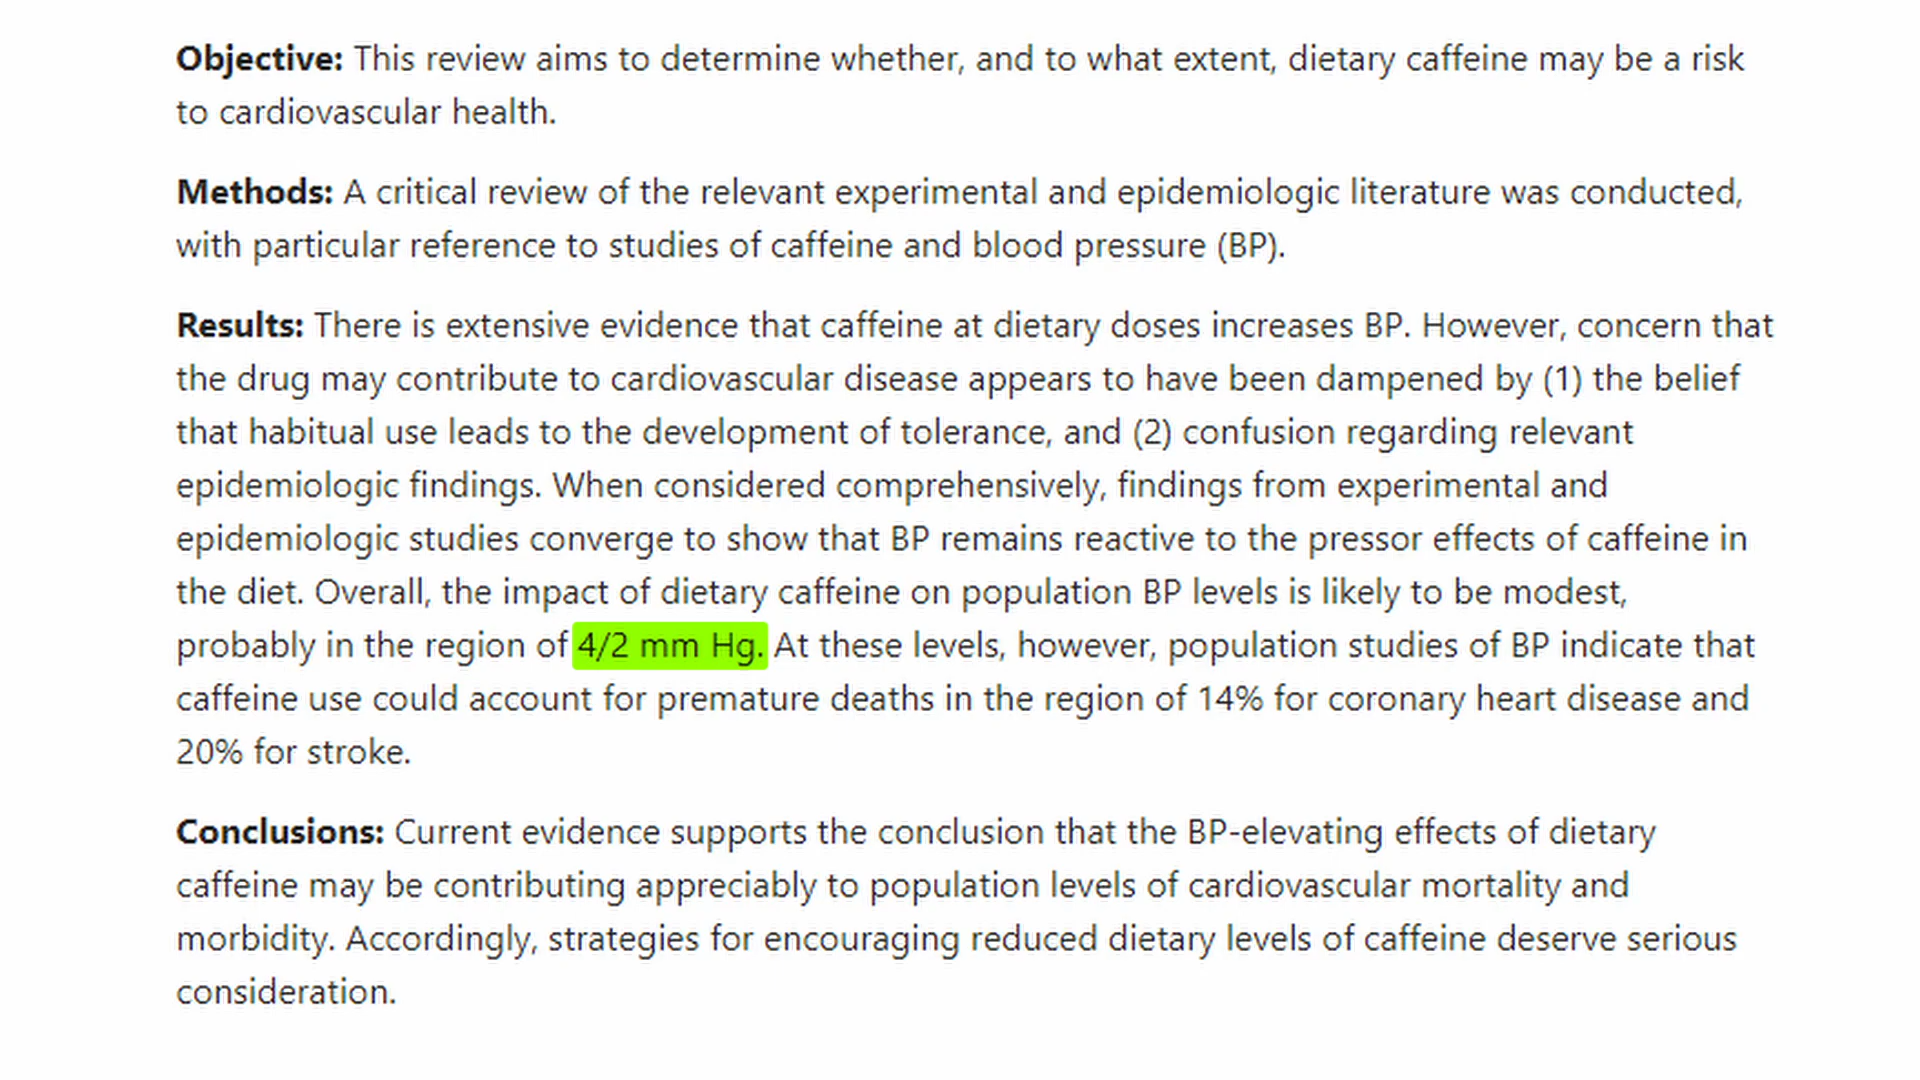 Objective: This review aims to determine whether, and to what extent, dietary caffeine may be a risk
to cardiovascular health.
Methods: A critical review of the relevant experimental and epidemiologic literature was conducted,
with particular reference to studies of caffeine and blood pressure (BP).
Results: There is extensive evidence that caffeine at dietary doses increases BP. However, concern that
the drug may contribute to cardiovascular disease appears to have been dampened by (1) the belief
that habitual use leads to the development of tolerance, and (2) confusion regarding relevant
epidemiologic findings. When considered comprehensively, findings from experimental and
epidemiologic studies converge to show that BP remains reactive to the pressor effects of caffeine in
the diet. Overall, the impact of dietary caffeine on population BP levels is likely to be modest,
probably in the region of 4/2 mm Hg. At these levels, however, population studies of BP indicate that
caffeine use could account for premature deaths in the region of 14% for coronary heart disease and
20% for stroke.
Conclusions: Current evidence supports the conclusion that the BP-elevating effects of dietary
caffeine may be contributing appreciably to population levels of cardiovascular mortality and
morbidity. Accordingly, strategies for encouraging reduced dietary levels of caffeine deserve serious
consideration.